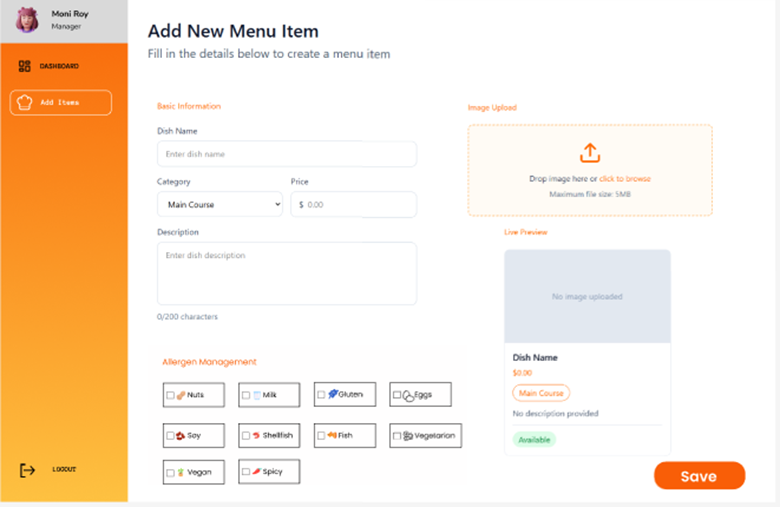 Moni Roy
Manager
DASHBOARD
Add Items
LOGOUT
Add New Menu Item
Fill in the details below to create a menu item
Basic Information
Dish Name
Enter dish name
Category
Price
Main Course
$ 0.00
Description
Enter dish description
0/200 characters
Allergen Management
Nuts
Milk
Gluten
Eggs
Soy
Shellfish
Fish
Vegetarian
Vegan
Spicy
Image Upload
Drop image here or click to browse
Maximum file size: 5MB
Live Preview
No image uploaded
Dish Name
$0.00
Main Course
No description provided
Available
Save